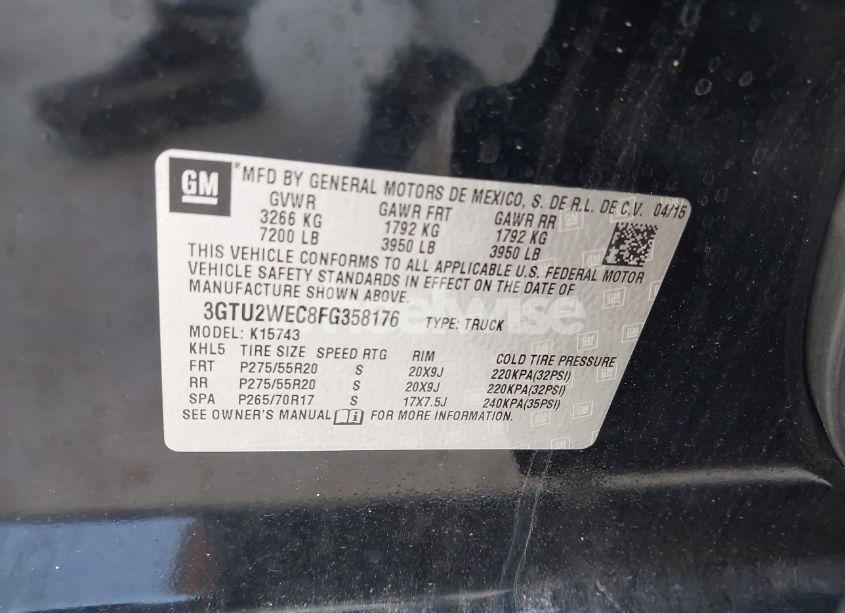 GM *MFD BY GENERAL MOTORS DE MEXICO, S. DE R.L. DE C.V. 04/15
GVWR GAWR FRT GAWR RR
3266 KG 1792 KG 1792 KG
7200 LB 3950 LB 3950 LB
THIS VEHICLE CONFORMS TO ALL APPLICABLE U.S. FEDERAL MOTOR
VEHICLE SAFETY STANDARDS IN EFFECT ON THE DATE OF
MANUFACTURE SHOWN ABOVE.
3GTU2WEC8FG358176 TYPE: TRUCK
MODEL: K15743
KHL5 TIRE SIZE SPEED RTG RIM COLD TIRE PRESSURE
FRT P275/55R20 S 20X9J 220KPA(32PSI)
RR P275/55R20 S 20X9J 220KPA(32PSI)
SPA P265/70R17 S 17X7.5J 240KPA(35PSI)
SEE OWNER'S MANUAL FOR MORE INFORMATION.